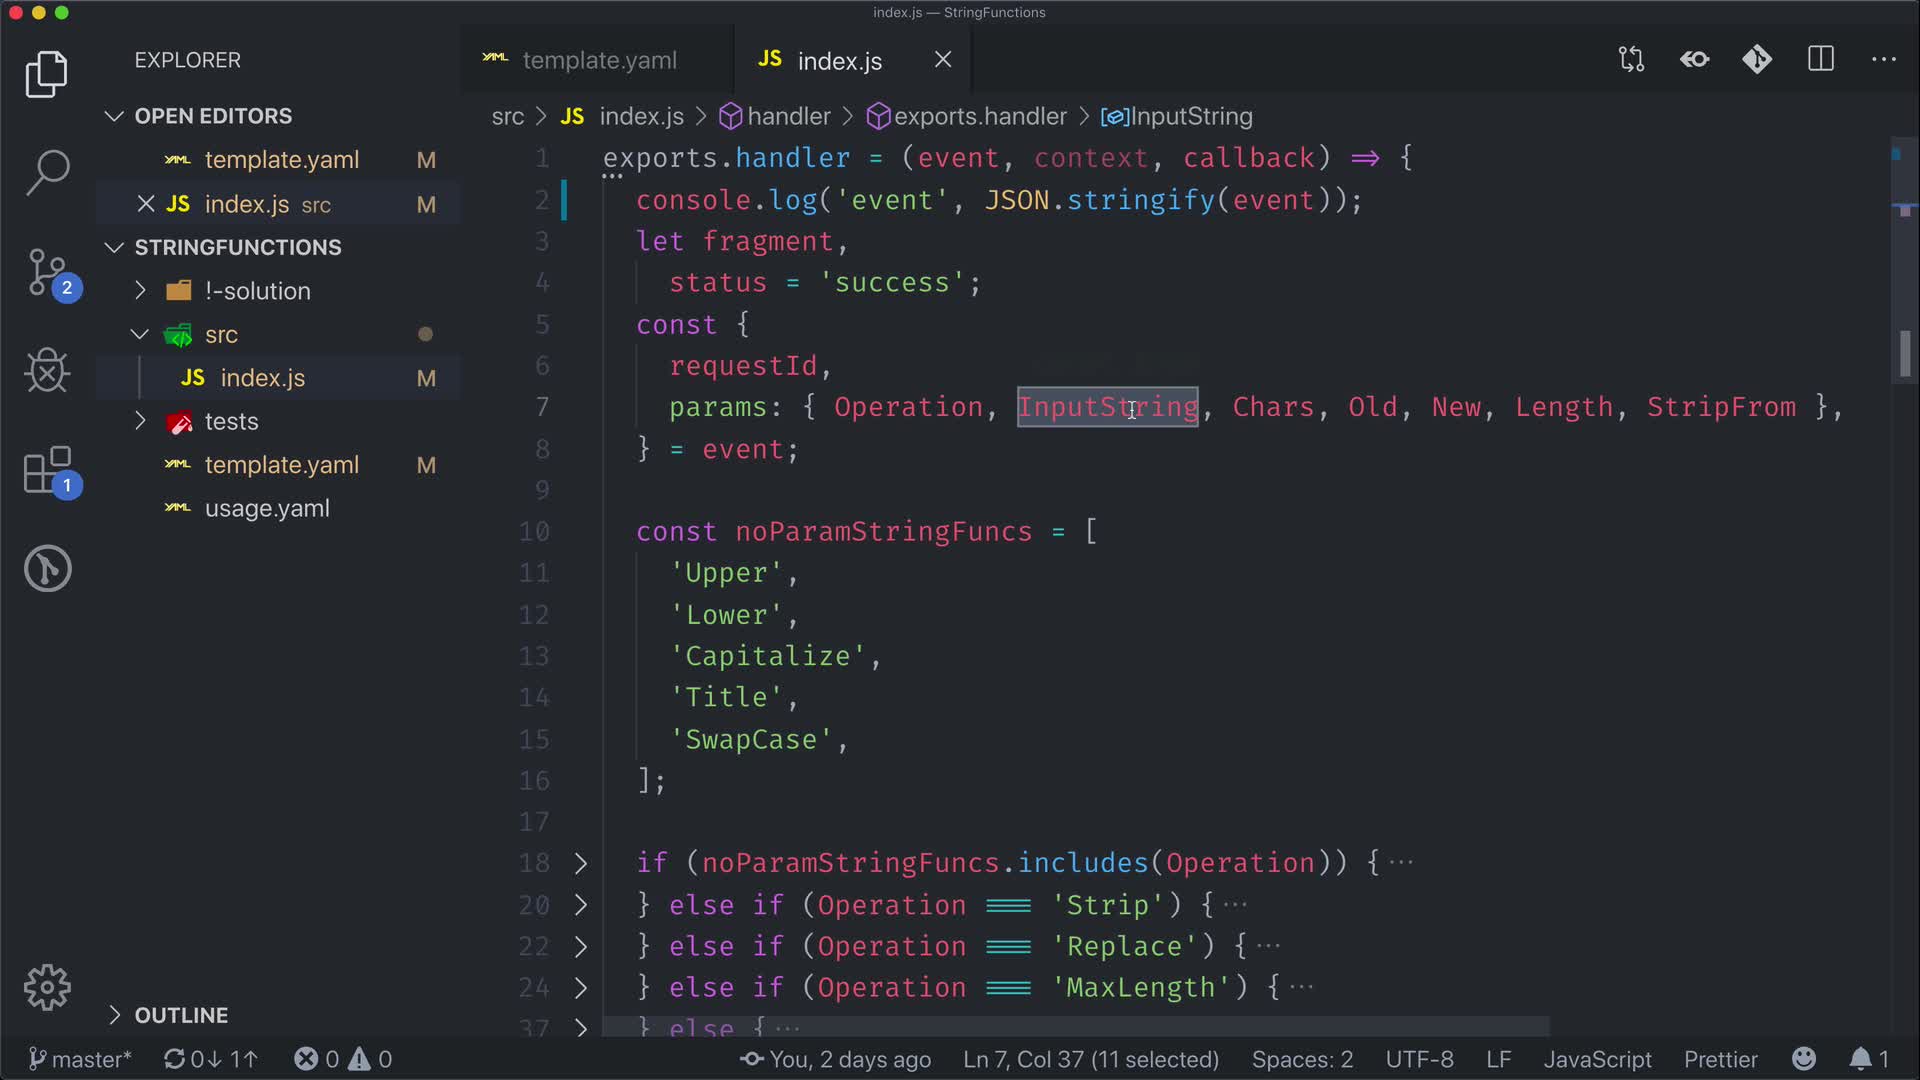 index.js — StringFunctions
EXPLORER
OPEN EDITORS
YAML template.yaml M
JS index.js src M
STRINGFUNCTIONS
!-solution
src
JS index.js M
tests
YAML template.yaml M
YAML usage.yaml
OUTLINE
2
1
YAML template.yaml
JS index.js
src > JS index.js > handler > exports.handler > InputString
1 exports.handler = (event, context, callback) => {
2 console.log('event', JSON.stringify(event));
3 let fragment,
4 status = 'success';
5 const {
6 requestId,
7 params: { Operation, InputString, Chars, Old, New, Length, StripFrom },
8 } = event;
9
10 const noParamStringFuncs = [
11 'Upper',
12 'Lower',
13 'Capitalize',
14 'Title',
15 'SwapCase',
16 ];
17
18 if (noParamStringFuncs.includes(Operation)) {···
20 } else if (Operation === 'Strip') {···
22 } else if (Operation === 'Replace') {···
24 } else if (Operation === 'MaxLength') {···
37 } else {···
master* 0↓ 1↑ 0 0 You, 2 days ago Ln 7, Col 37 (11 selected) Spaces: 2 UTF-8 LF JavaScript Prettier 1